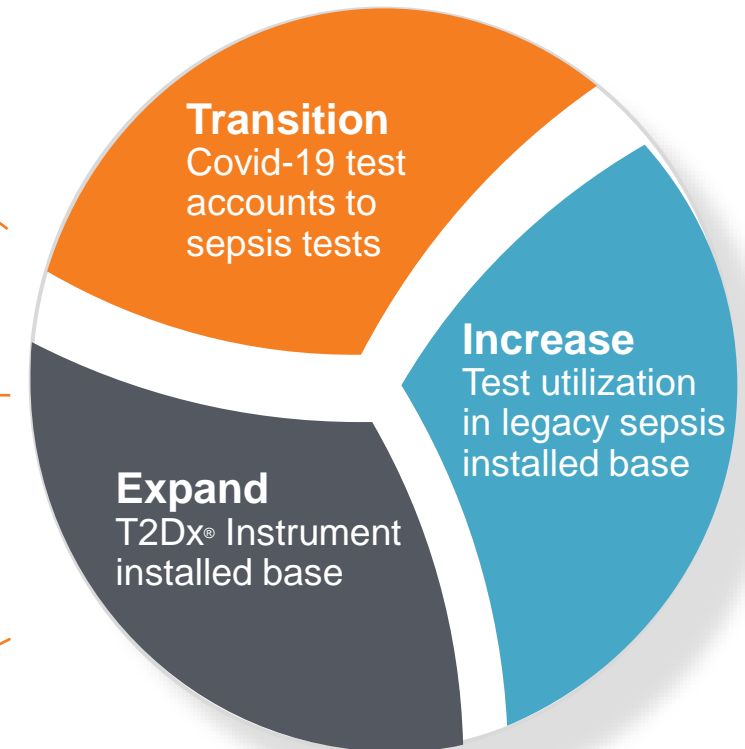 Transition
Covid-19 test
accounts to
sepsis tests
Increase
Test utilization
in legacy sepsis
installed base
Expand
T2Dx® Instrument
installed base